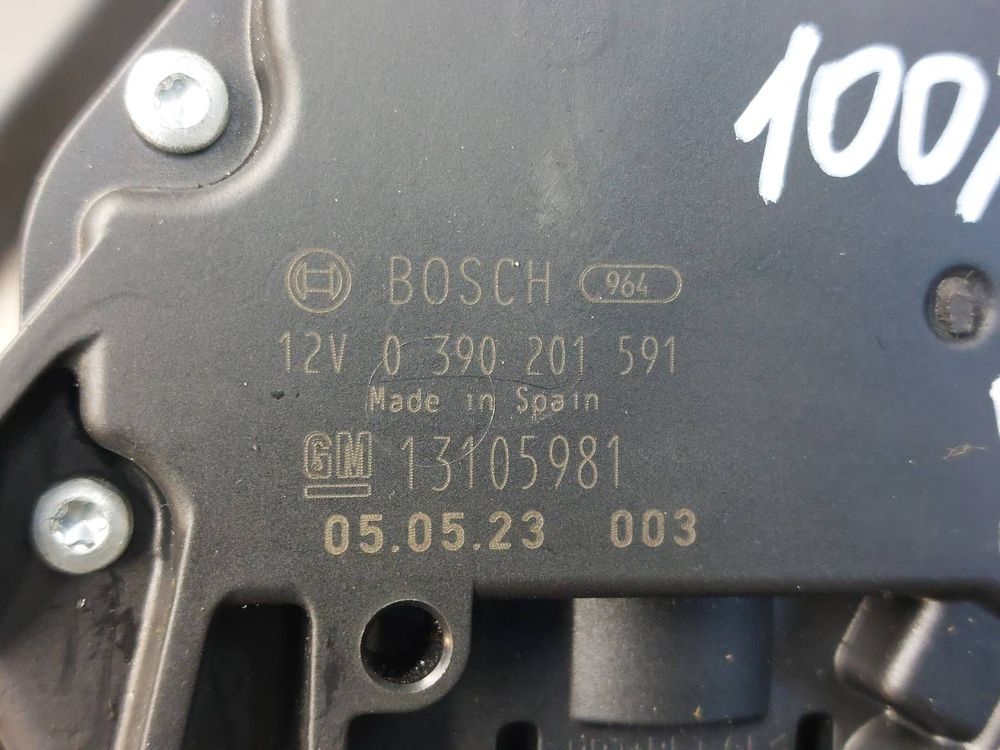 100
BOSCH 964
12V 0 390 201 591
Made in Spain
GM 13105981
05.05.23 003